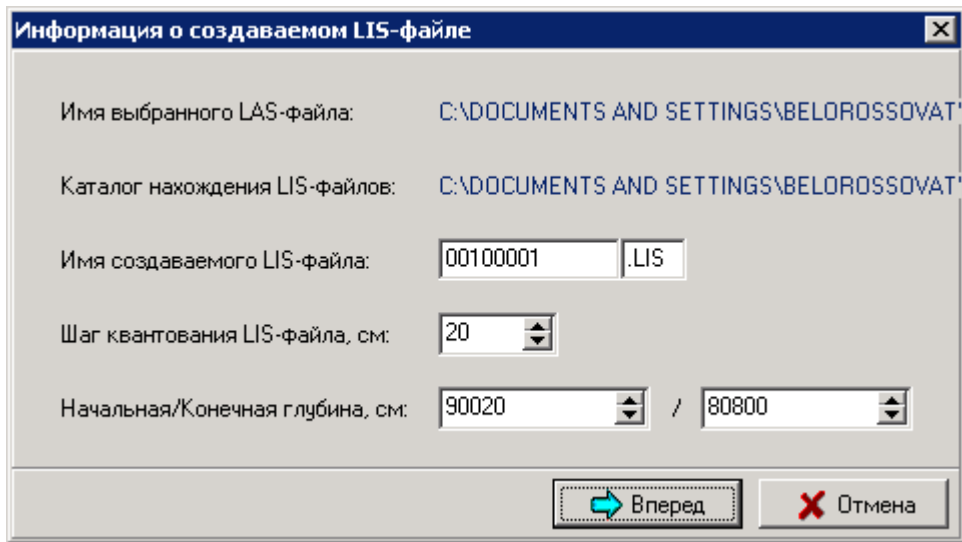 Информация о создаваемом LIS-файле
Имя выбранного LAS-файла: C:\DOCUMENTS AND SETTINGS\BELOROSSOVAT'
Каталог нахождения LIS-файлов: C:\DOCUMENTS AND SETTINGS\BELOROSSOVAT'
Имя создаваемого LIS-файла: 00100001 .LIS
Шаг квантования LIS-файла, см: 20
Начальная/Конечная глубина, см: 90020 / 80800
Вперед Отмена